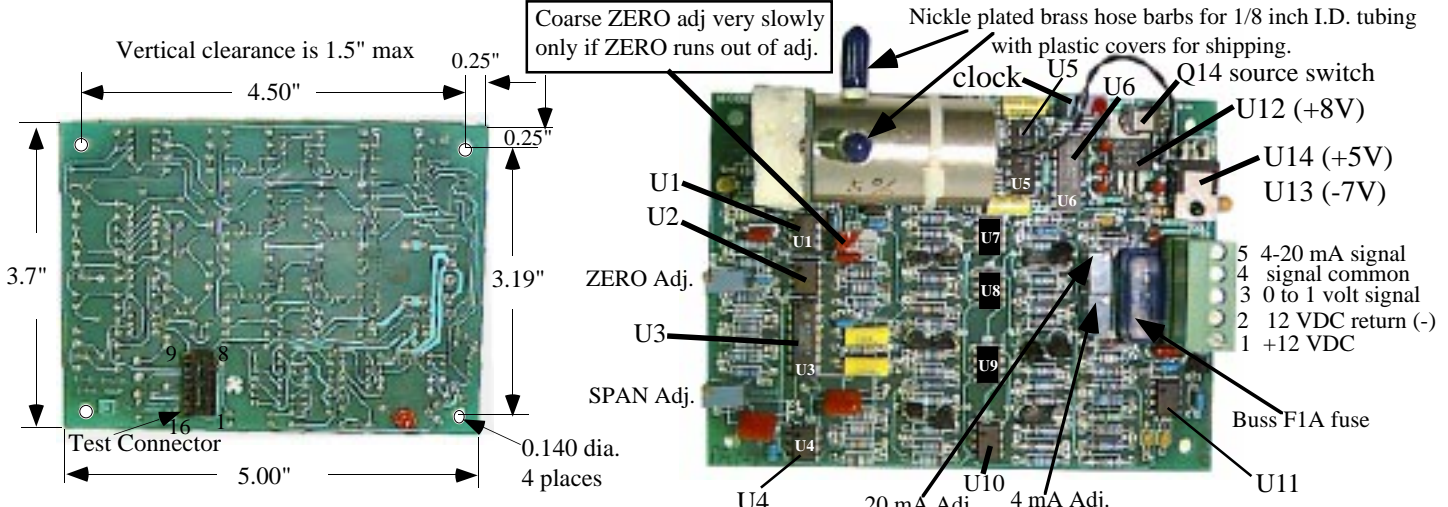 Vertical clearance is 1.5" max
0.25"
4.50"
0.25"
3.7"
3.19"
9
8
16
1
Test Connector
5.00"
0.140 dia.
4 places
Coarse ZERO adj very slowly
only if ZERO runs out of adj.
Nickle plated brass hose barbs for 1/8 inch I.D. tubing
with plastic covers for shipping.
clock
U5
U6
Q14 source switch
U12 (+8V)
U14 (+5V)
U13 (-7V)
U5
U6
U1
U2
U1
U7
ZERO Adj.
U8
5 4-20 mA signal
4 signal common
3 0 to 1 volt signal
2 12 VDC return (-)
1 +12 VDC
U3
U3
U9
SPAN Adj.
Buss F1A fuse
U4
U4
U10
20 mA Adj.
4 mA Adj.
U11